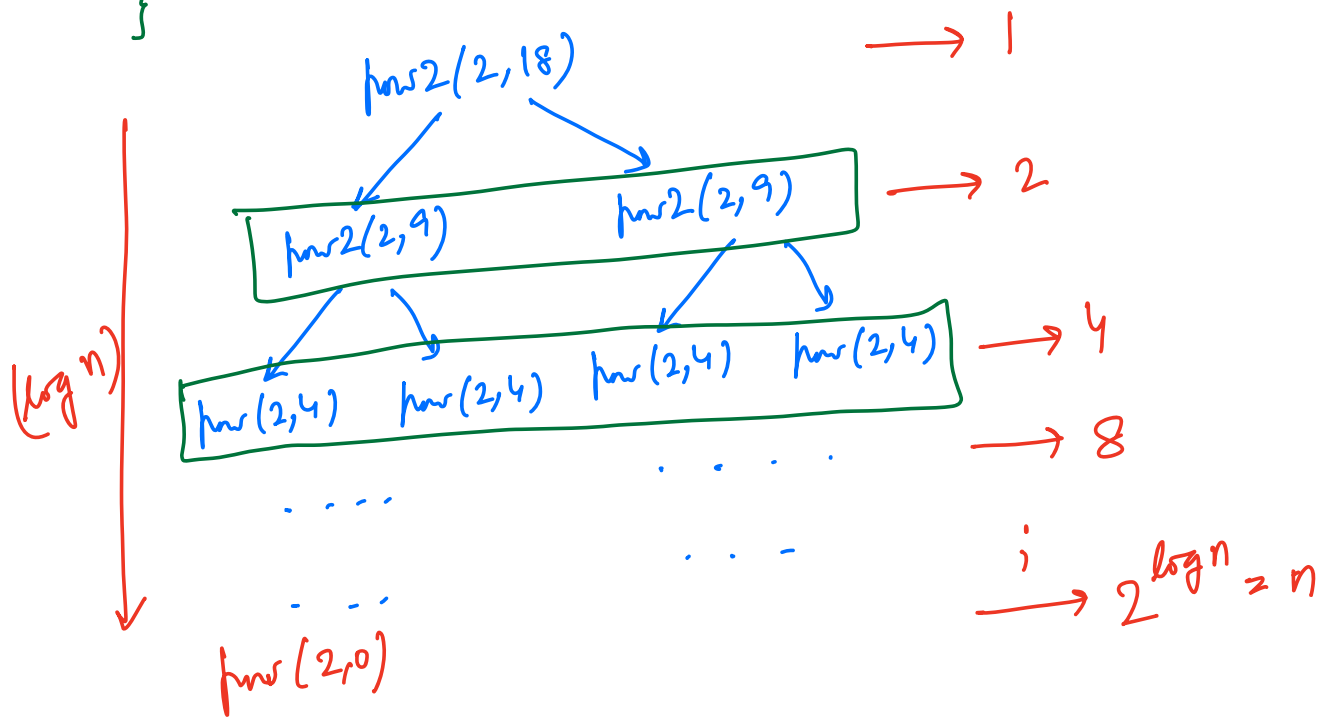 }
pow2(2,18) → 1
pow2(2,9) pow2(2,9) → 2
pow(2,4) pow(2,4) pow(2,4) pow(2,4) → 4
(log n)
.... .... → 8
... ... ⋮
→ 2^log n = n
pow(2,0)